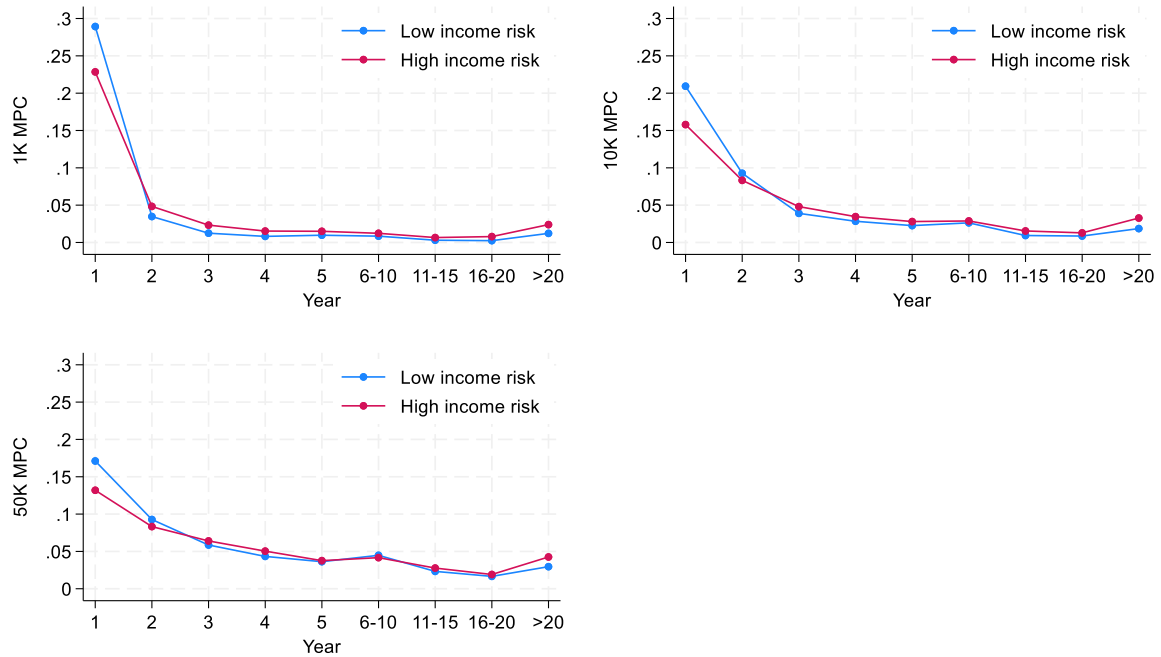 1K MPC
.3
.25
.2
.15
.1
.05
0
Low income risk
High income risk
1 2 3 4 5 6-10 11-15 16-20 >20
Year
10K MPC
.3
.25
.2
.15
.1
.05
0
Low income risk
High income risk
1 2 3 4 5 6-10 11-15 16-20 >20
Year
50K MPC
.3
.25
.2
.15
.1
.05
0
Low income risk
High income risk
1 2 3 4 5 6-10 11-15 16-20 >20
Year